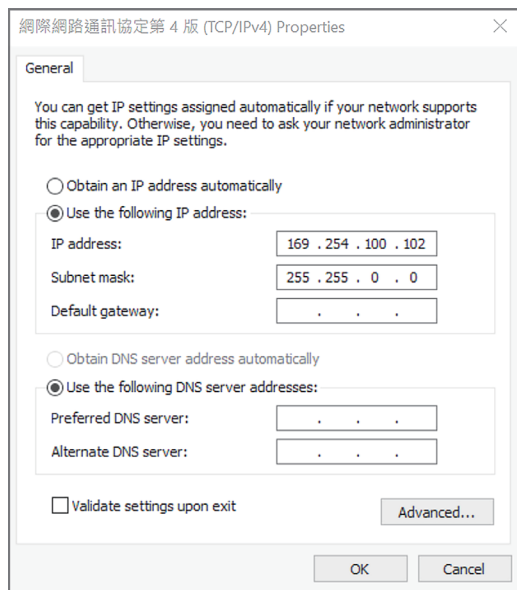 網際網路通訊協定第 4 版 (TCP/IPv4) Properties
General
You can get IP settings assigned automatically if your network supports
this capability. Otherwise, you need to ask your network administrator
for the appropriate IP settings.
Obtain an IP address automatically
Use the following IP address:
IP address: 169 . 254 . 100 . 102
Subnet mask: 255 . 255 . 0 . 0
Default gateway: . . .
Obtain DNS server address automatically
Use the following DNS server addresses:
Preferred DNS server: . . .
Alternate DNS server: . . .
Validate settings upon exit
Advanced...
OK Cancel